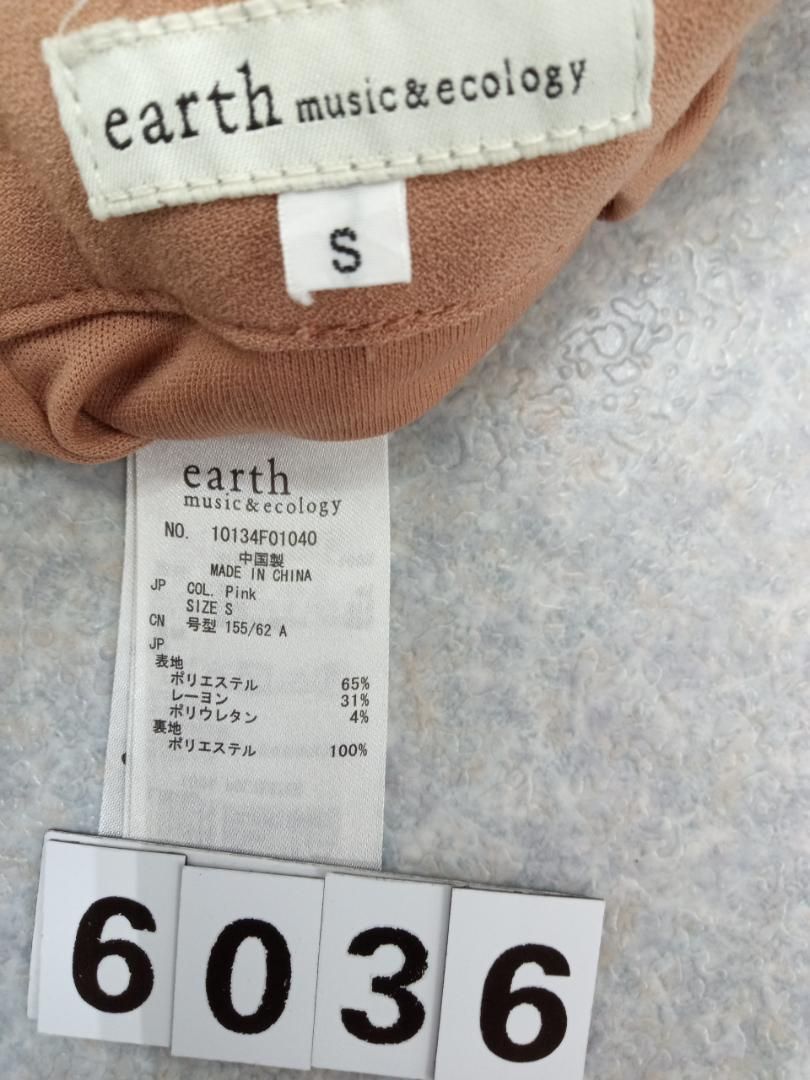 earth music&ecology
S
earth
music&ecology
NO. 10134F01040
中国製
MADE IN CHINA
JP COL. Pink
SIZE S
CN 号型 155/62 A
JP
表地
ポリエステル 65%
レーヨン 31%
ポリウレタン 4%
裏地
ポリエステル 100%
6036